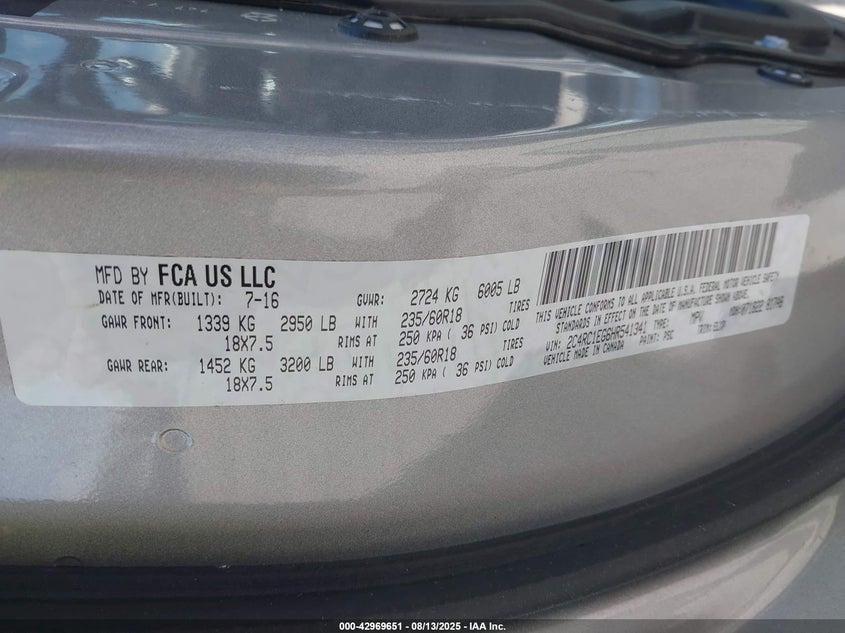 MFD BY FCA US LLC
DATE OF MFR(BUILT): 7-16 GVWR: 2724 KG 6005 LB
GAWR FRONT: 1339 KG 2950 LB WITH 235/60R18 TIRES
18X7.5 RIMS AT 250 KPA ( 36 PSI) COLD
GAWR REAR: 1452 KG 3200 LB WITH 235/60R18 TIRES
18X7.5 RIMS AT 250 KPA ( 36 PSI) COLD
THIS VEHICLE CONFORMS TO ALL APPLICABLE U.S.A. FEDERAL MOTOR VEHICLE SAFETY
STANDARDS IN EFFECT ON THE DATE OF MANUFACTURE SHOWN ABOVE.
VIN: 2C4RC1EG6HR541341 TYPE: MPV
VEHICLE MADE IN CANADA PAINT: PSC TRIM:
000-42969651 - 08/13/2025 - IAA Inc.